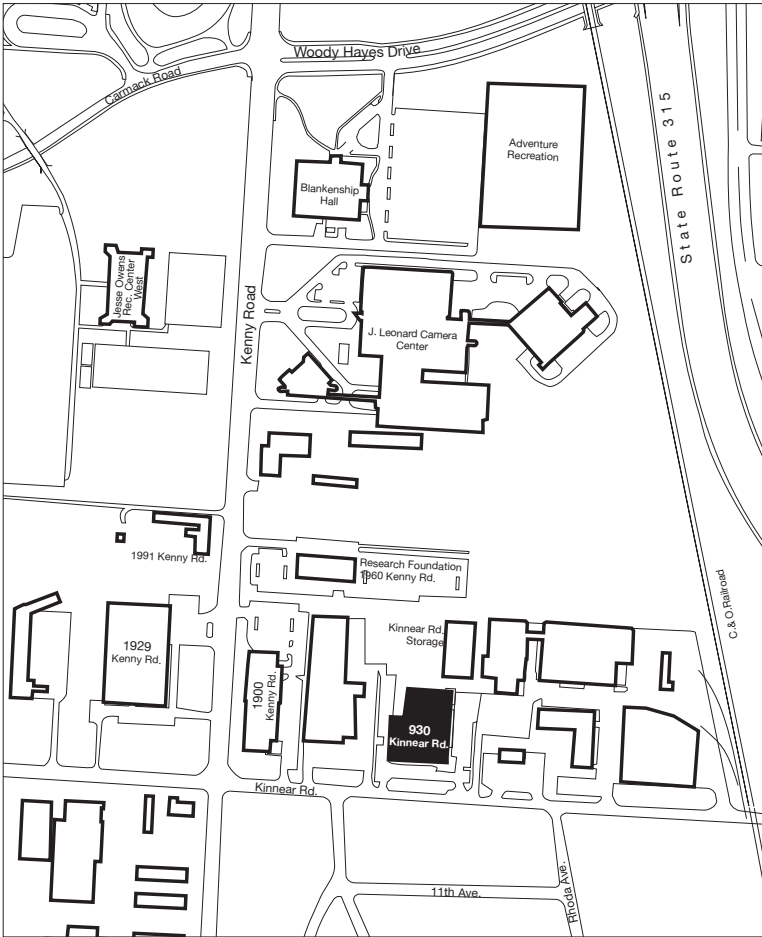 Woody Hayes Drive
Carmack Road
State Route 315
Adventure
Recreation
Blankenship
Hall
Jesse Owens
Rec. Center
West
Kenny Road
J. Leonard Camera
Center
1991 Kenny Rd.
Research Foundation
1960 Kenny Rd.
C.& O.Railroad
Kinnear Rd.
Storage
1929
Kenny Rd.
1900
Kenny Rd.
930
Kinnear Rd.
Kinnear Rd.
11th Ave.
Rhoda Ave.